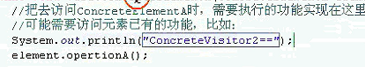 //把去访问ConcreteElementA时,需要执行的功能实现在这里
//可能需要访问元素已有的功能,比如:
System.out.println("ConcreteVisitor2==");
element.opertionA();